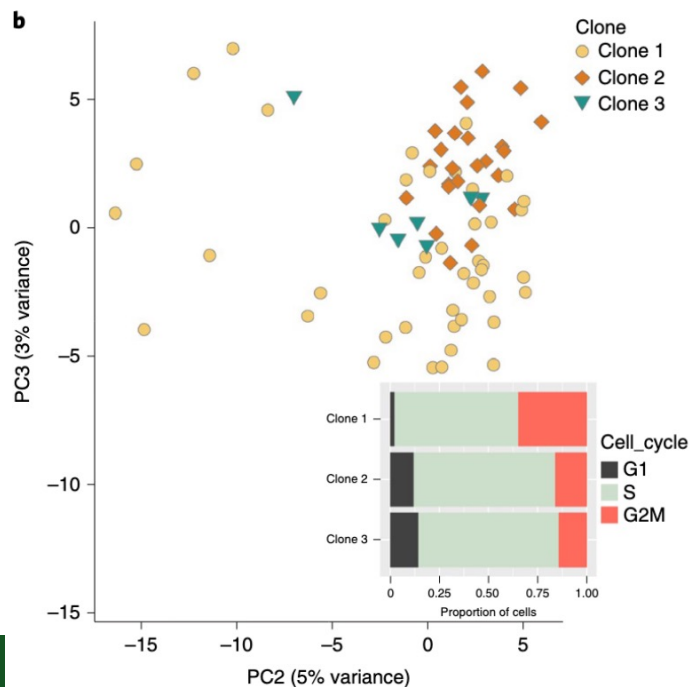 b
Clone
Clone 1
Clone 2
Clone 3
5
0
−5
−10
−15
PC3 (3% variance)
−15 −10 −5 0 5
PC2 (5% variance)
Clone 1
Clone 2
Clone 3
0 0.25 0.50 0.75 1.00
Proportion of cells
Cell_cycle
G1
S
G2M